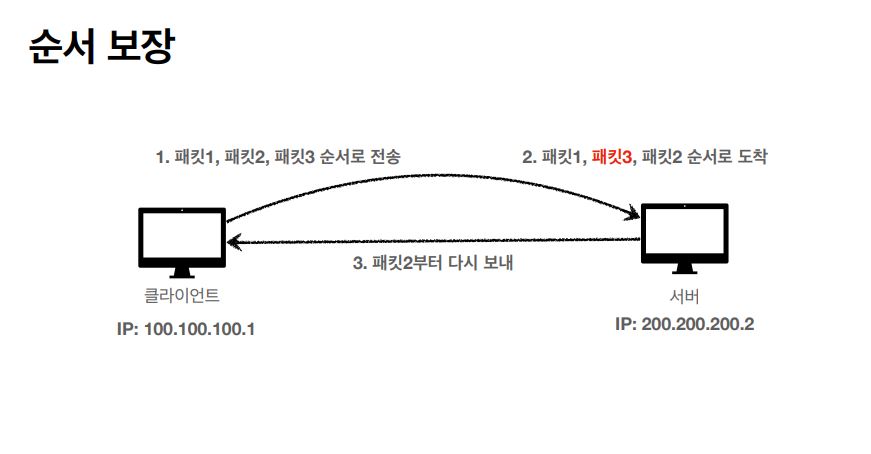 순서 보장
1. 패킷1, 패킷2, 패킷3 순서로 전송
2. 패킷1, 패킷3, 패킷2 순서로 도착
3. 패킷2부터 다시 보내
클라이언트
IP: 100.100.100.1
서버
IP: 200.200.200.2